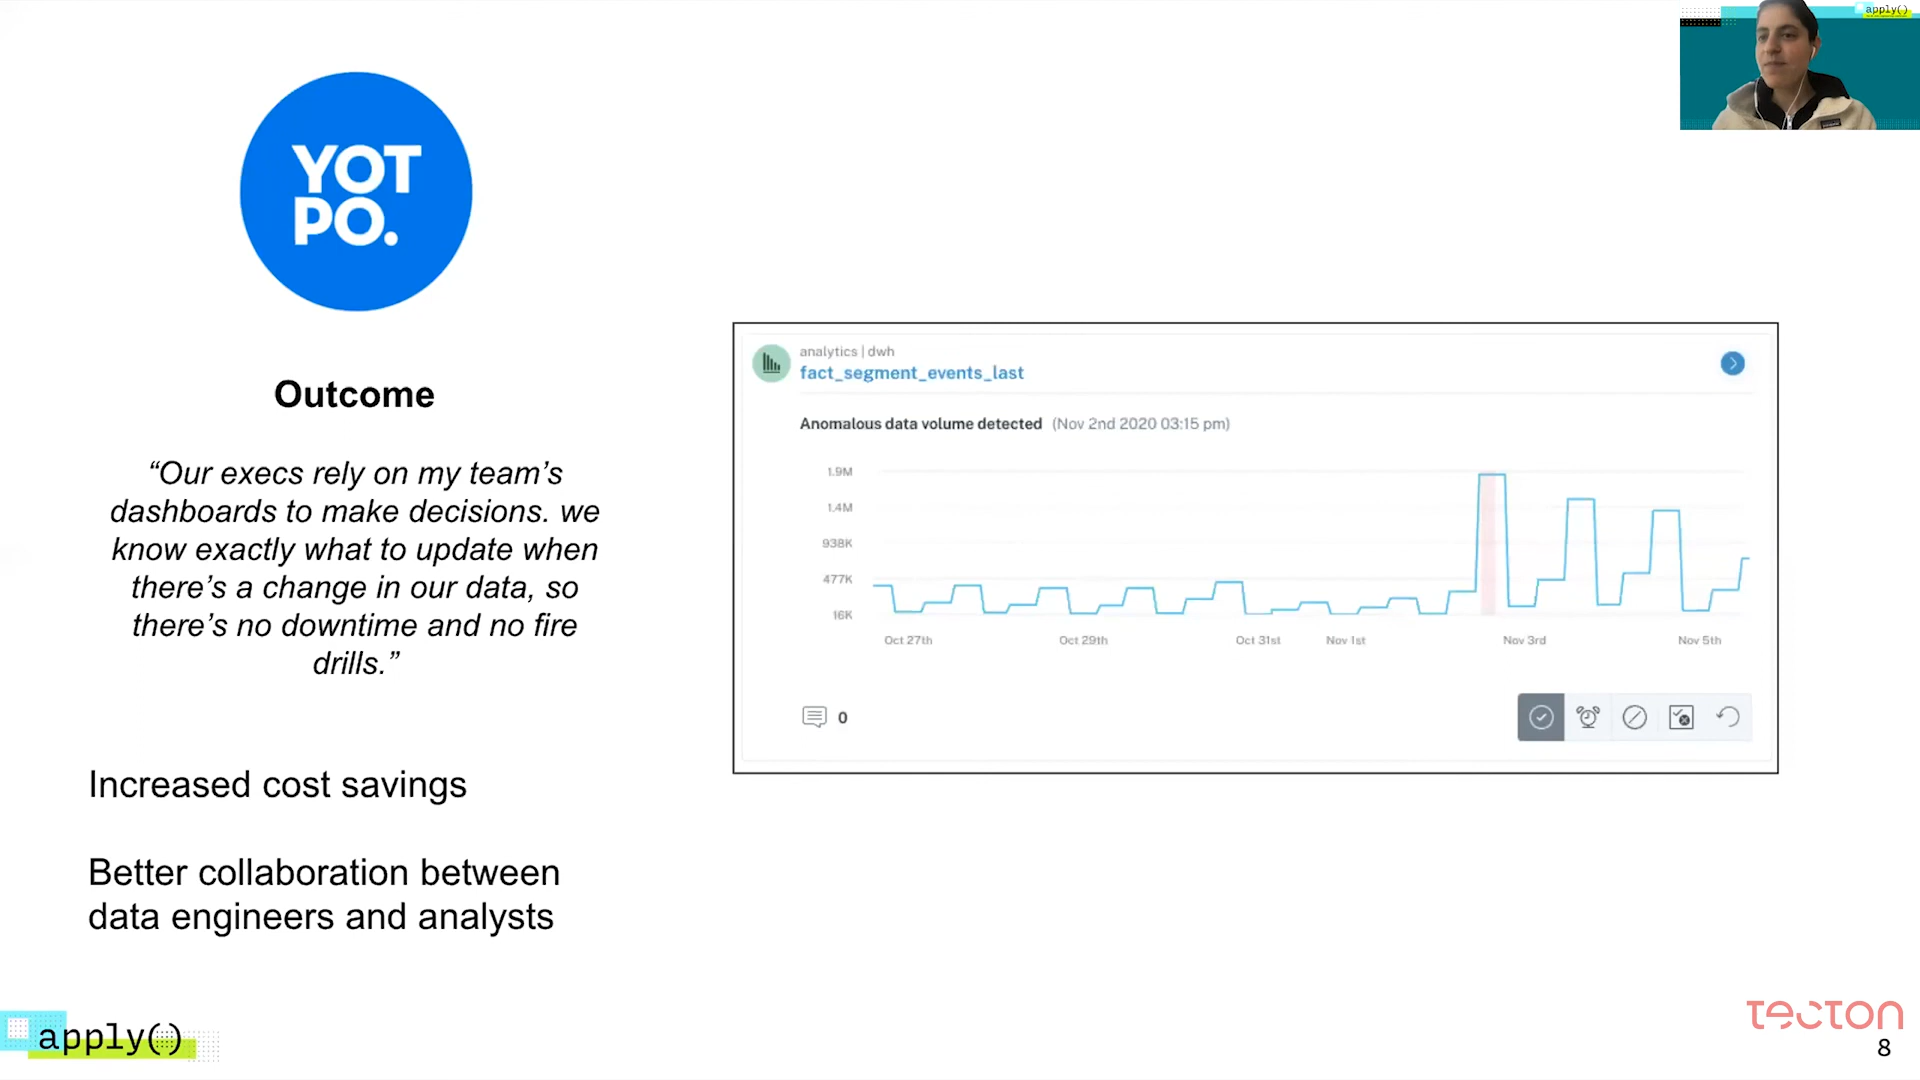 apply()
YOT
PO.
Outcome
“Our execs rely on my team’s
dashboards to make decisions. we
know exactly what to update when
there’s a change in our data, so
there’s no downtime and no fire
drills.”
Increased cost savings
Better collaboration between
data engineers and analysts
analytics | dwh
fact_segment_events_last
Anomalous data volume detected (Nov 2nd 2020 03:15 pm)
1.9M
1.4M
938K
477K
16K
Oct 27th Oct 29th Oct 31st Nov 1st Nov 3rd Nov 5th
0
apply()
tecton
8